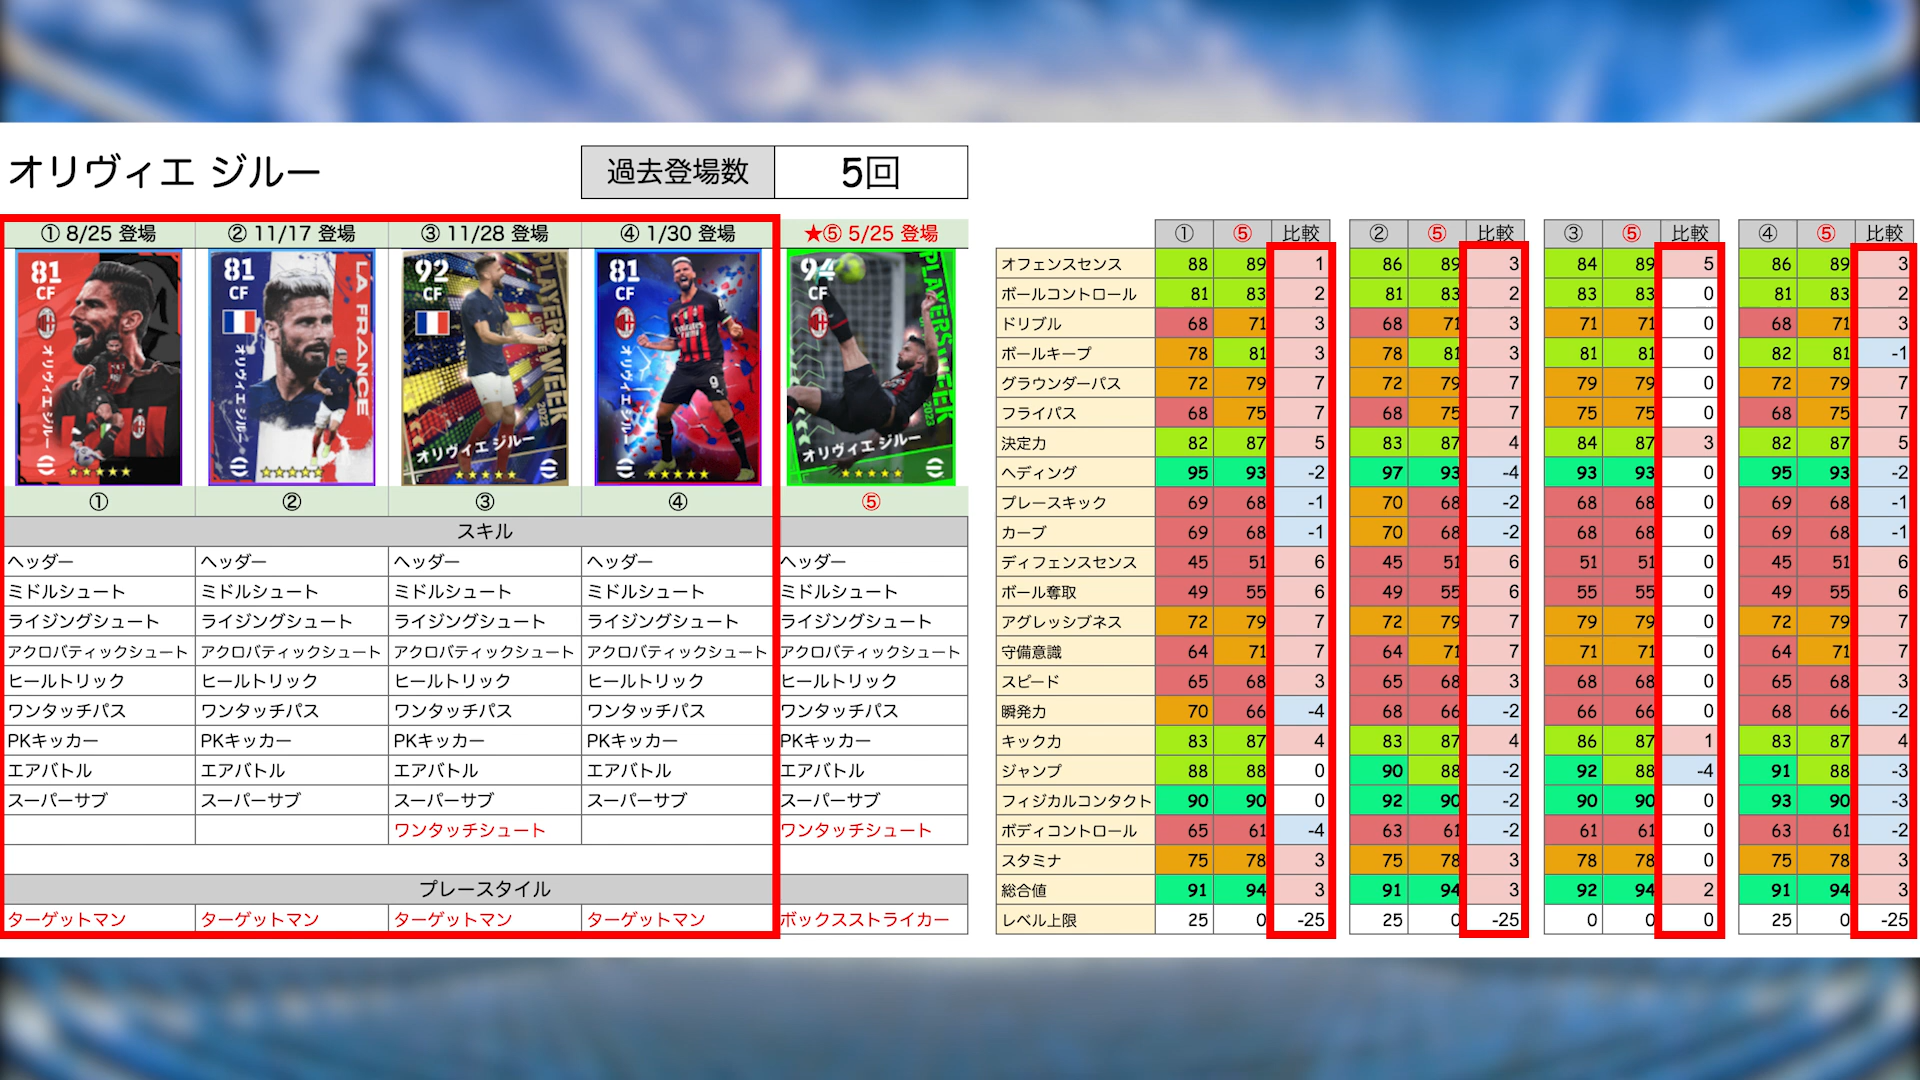 オリヴィエ ジルー
過去登場数 5回
① 8/25 登場 ② 11/17 登場 ③ 11/28 登場 ④ 1/30 登場 ★⑤ 5/25 登場
81 CF オリヴィエ ジルー
81 CF オリヴィエ ジルー LA FRANCE
92 CF オリヴィエ ジルー PLAYERS OF THE WEEK 2022
81 CF オリヴィエ ジルー 9
94 CF オリヴィエ ジルー PLAYERS WEEK 2023
① ② ③ ④ ⑤
スキル
ヘッダー ヘッダー ヘッダー ヘッダー ヘッダー
ミドルシュート ミドルシュート ミドルシュート ミドルシュート ミドルシュート
ライジングシュート ライジングシュート ライジングシュート ライジングシュート ライジングシュート
アクロバティックシュート アクロバティックシュート アクロバティックシュート アクロバティックシュート アクロバティックシュート
ヒールトリック ヒールトリック ヒールトリック ヒールトリック ヒールトリック
ワンタッチパス ワンタッチパス ワンタッチパス ワンタッチパス ワンタッチパス
PKキッカー PKキッカー PKキッカー PKキッカー PKキッカー
エアバトル エアバトル エアバトル エアバトル エアバトル
スーパーサブ スーパーサブ スーパーサブ スーパーサブ スーパーサブ
ワンタッチシュート ワンタッチシュート
プレースタイル
ターゲットマン ターゲットマン ターゲットマン ターゲットマン ボックスストライカー
① ⑤ 比較 ② ⑤ 比較 ③ ⑤ 比較 ④ ⑤ 比較
オフェンスセンス 88 89 1 86 89 3 84 89 5 86 89 3
ボールコントロール 81 83 2 81 83 2 83 83 0 81 83 2
ドリブル 68 71 3 68 71 3 71 71 0 68 71 3
ボールキープ 78 81 3 78 81 3 81 81 0 82 81 -1
グラウンダーパス 72 79 7 72 79 7 79 79 0 72 79 7
フライパス 68 75 7 68 75 7 75 75 0 68 75 7
決定力 82 87 5 83 87 4 84 87 3 82 87 5
ヘディング 95 93 -2 97 93 -4 93 93 0 95 93 -2
プレースキック 69 68 -1 70 68 -2 68 68 0 69 68 -1
カーブ 69 68 -1 70 68 -2 68 68 0 69 68 -1
ディフェンスセンス 45 51 6 45 51 6 51 51 0 45 51 6
ボール奪取 49 55 6 49 55 6 55 55 0 49 55 6
アグレッシブネス 72 79 7 72 79 7 79 79 0 72 79 7
守備意識 64 71 7 64 71 7 71 71 0 64 71 7
スピード 65 68 3 65 68 3 68 68 0 65 68 3
瞬発力 70 66 -4 68 66 -2 66 66 0 68 66 -2
キック力 83 87 4 83 87 4 86 87 1 83 87 4
ジャンプ 88 88 0 90 88 -2 92 88 -4 91 88 -3
フィジカルコンタクト 90 90 0 92 90 -2 90 90 0 93 90 -3
ボディコントロール 65 61 -4 63 61 -2 61 61 0 63 61 -2
スタミナ 75 78 3 75 78 3 78 78 0 75 78 3
総合値 91 94 3 91 94 3 92 94 2 91 94 3
レベル上限 25 0 -25 25 0 -25 0 0 0 25 0 -25